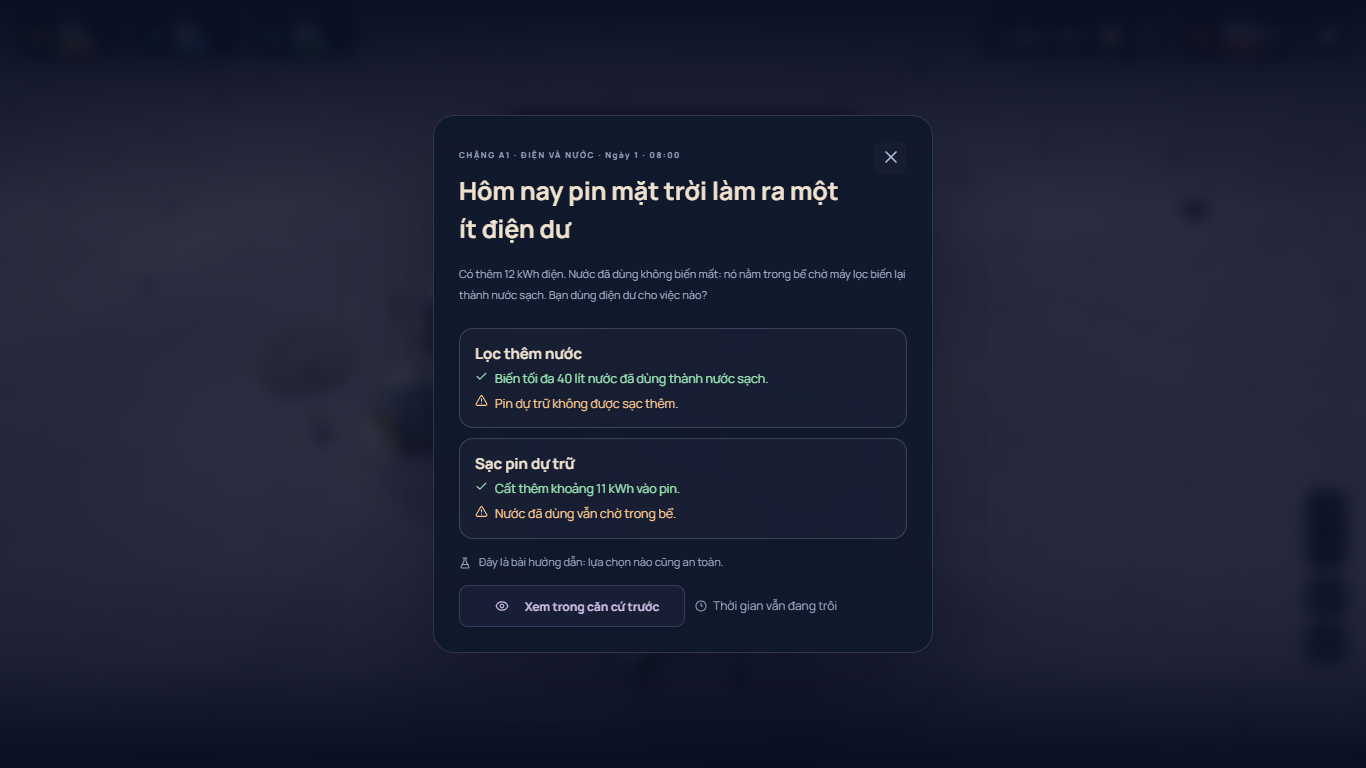 CHẶNG A1 · ĐIỆN VÀ NƯỚC · Ngày 1 · 08:00
Hôm nay pin mặt trời làm ra một
ít điện dư
Có thêm 12 kWh điện. Nước đã dùng không biến mất: nó nằm trong bể chờ máy lọc biến lại
thành nước sạch. Bạn dùng điện dư cho việc nào?
Lọc thêm nước
Biến tối đa 40 lít nước đã dùng thành nước sạch.
Pin dự trữ không được sạc thêm.
Sạc pin dự trữ
Cất thêm khoảng 11 kWh vào pin.
Nước đã dùng vẫn chờ trong bể.
Đây là bài hướng dẫn: lựa chọn nào cũng an toàn.
Xem trong căn cứ trước
Thời gian vẫn đang trôi